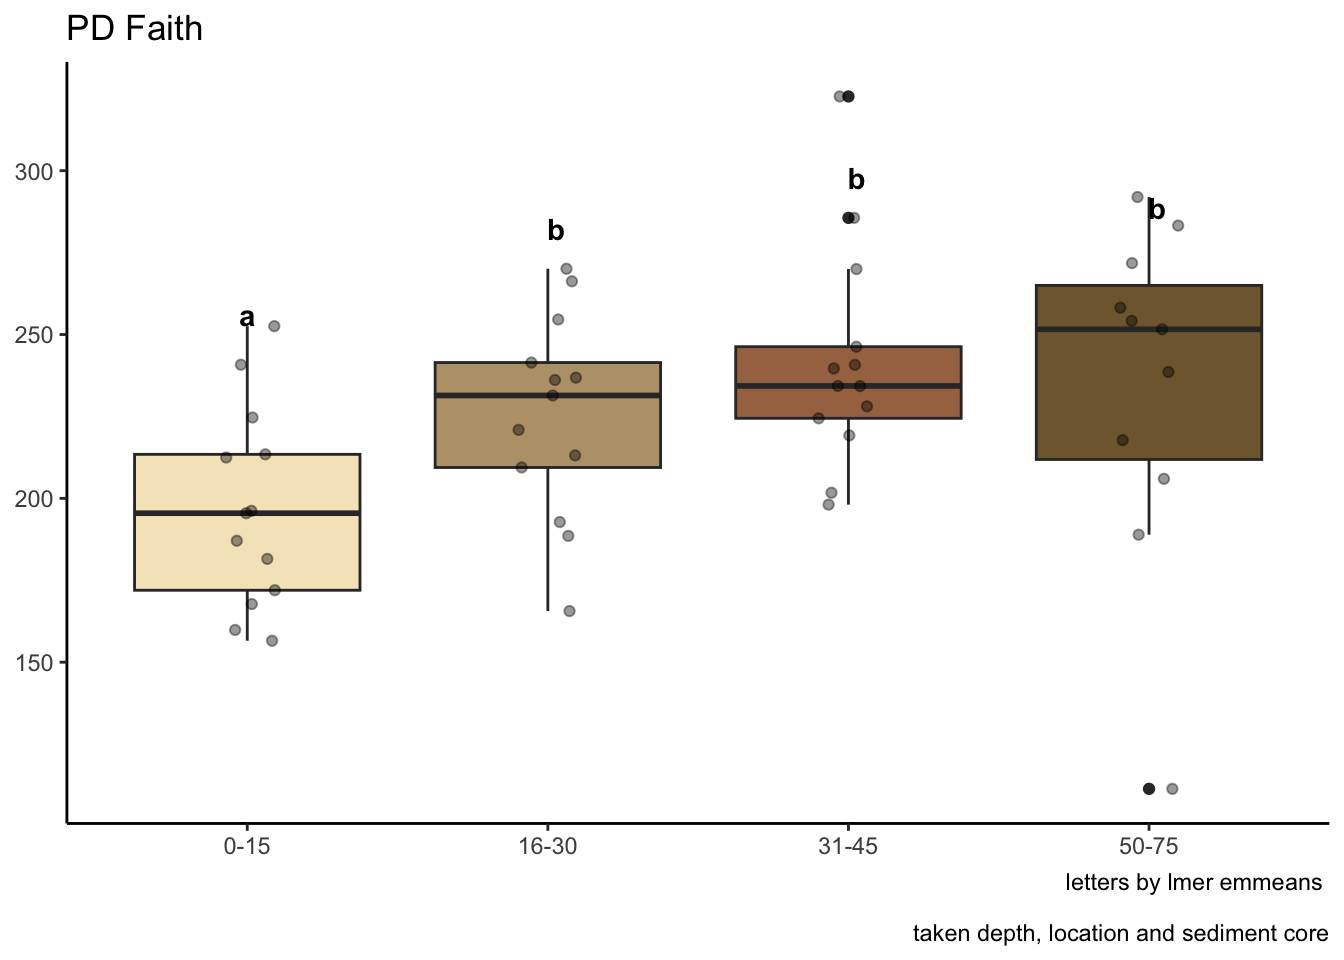 PD Faith
300
250
200
150
a
b
b
b
0-15
16-30
31-45
50-75
letters by lmer emmeans
taken depth, location and sediment core